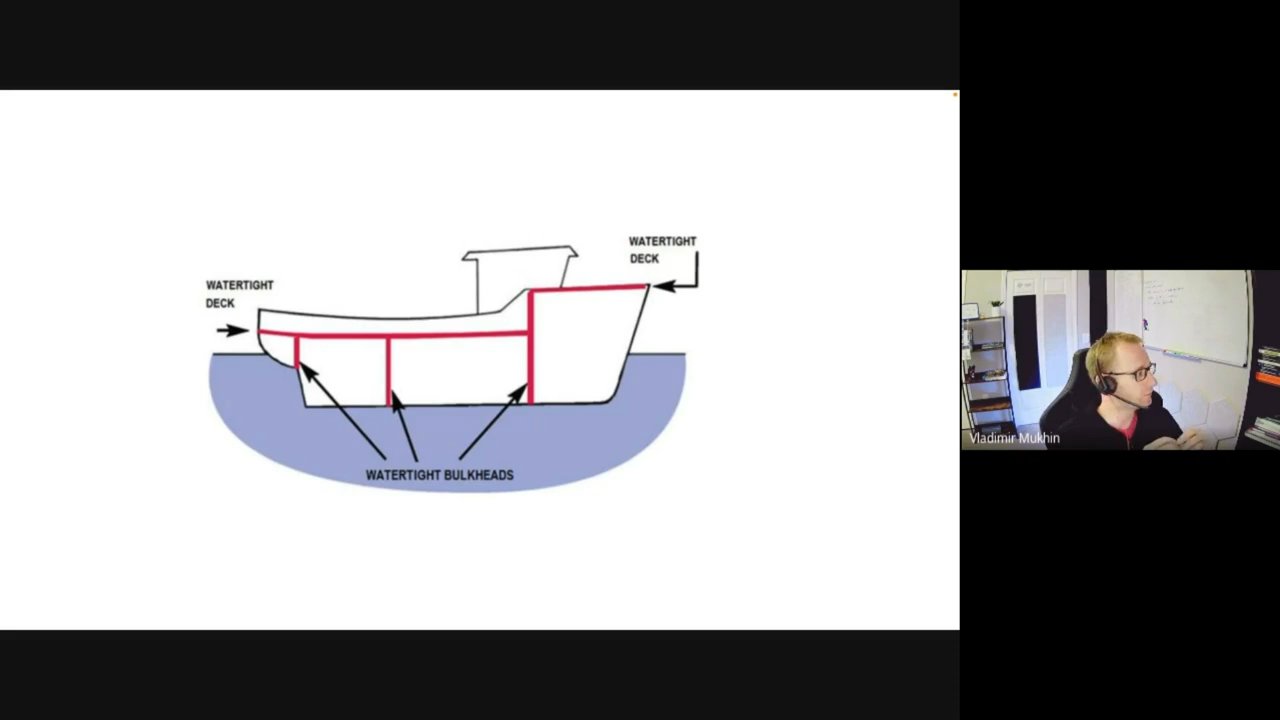 WATERTIGHT
DECK
WATERTIGHT
DECK
WATERTIGHT BULKHEADS
Vladimir Mukhin